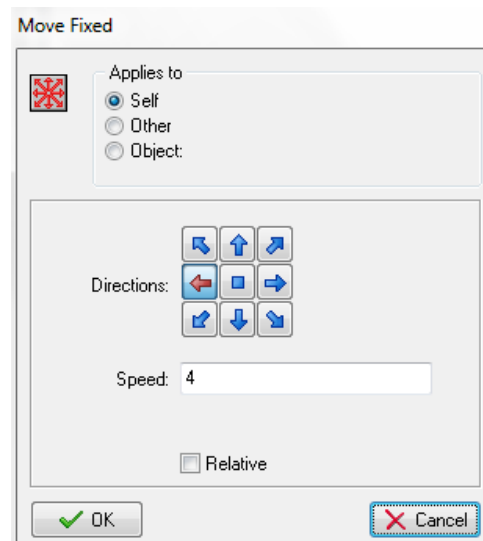 Move Fixed
Applies to
Self
Other
Object:
Directions:
Speed: 4
Relative
OK Cancel